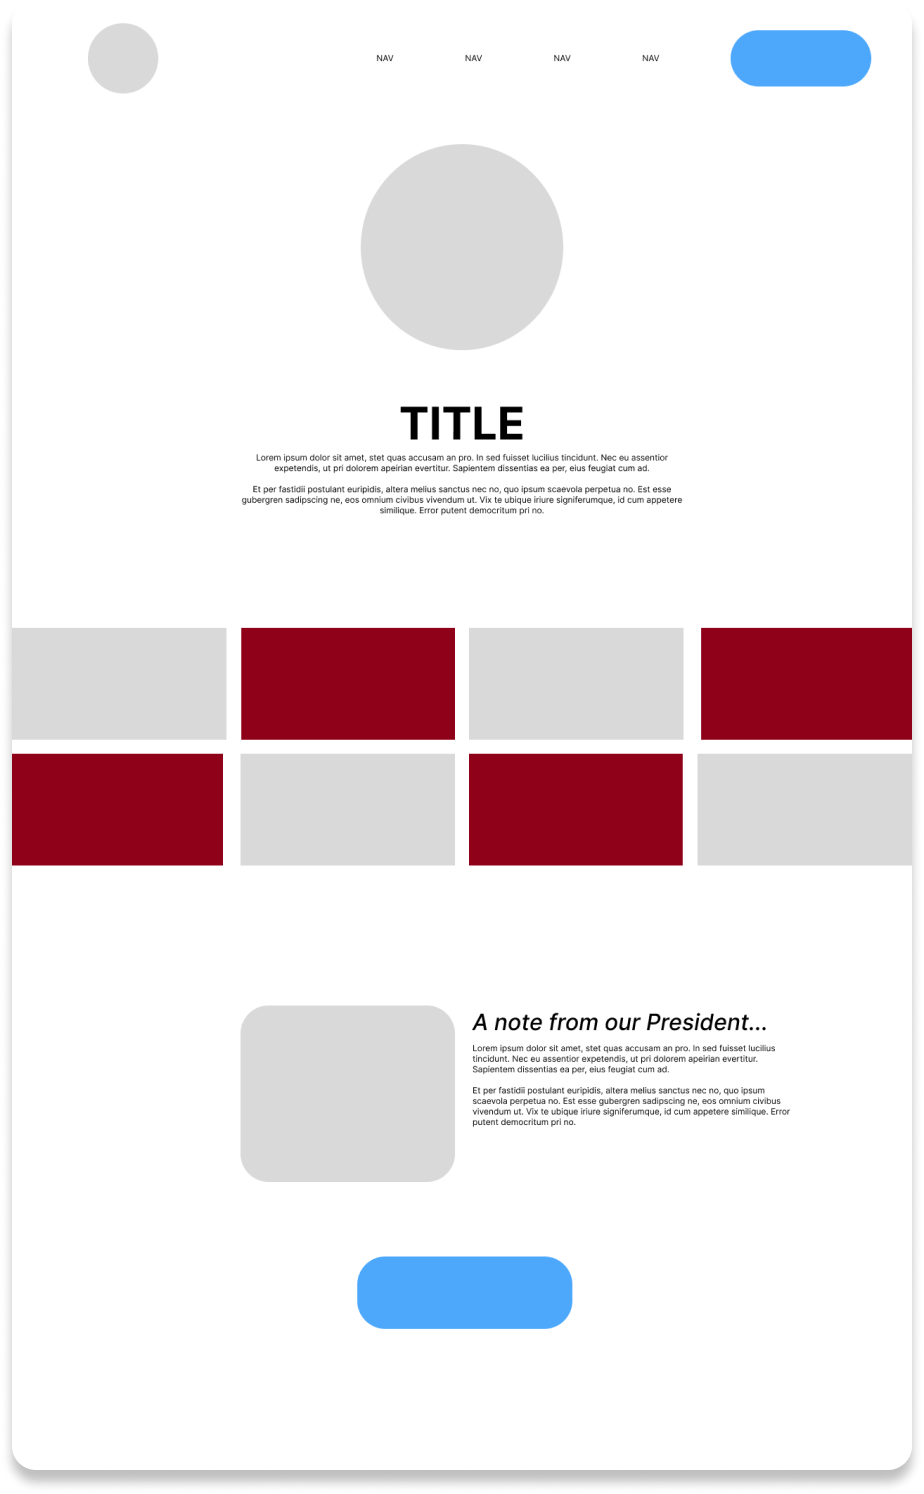 NAV NAV NAV NAV
TITLE
Lorem ipsum dolor sit amet, stet quas accusam an pro. In sed fuisset lucilius tincidunt. Nec eu assentior
expetendis, ut pri dolorem apeirian evertitur. Sapientem dissentias ea per, eius feugiat cum ad.
Et per fastidii postulant euripidis, altera melius sanctus nec no, quo ipsum scaevola perpetua no. Est esse
gubergren sadipscing ne, eos omnium civibus vivendum ut. Vix te ubique iriure signiferumque, id cum appetere
similique. Error putent democritum pri no.
A note from our President...
Lorem ipsum dolor sit amet, stet quas accusam an pro. In sed fuisset lucilius
tincidunt. Nec eu assentior expetendis, ut pri dolorem apeirian evertitur.
Sapientem dissentias ea per, eius feugiat cum ad.
Et per fastidii postulant euripidis, altera melius sanctus nec no, quo ipsum
scaevola perpetua no. Est esse gubergren sadipscing ne, eos omnium civibus
vivendum ut. Vix te ubique iriure signiferumque, id cum appetere similique. Error
putent democritum pri no.